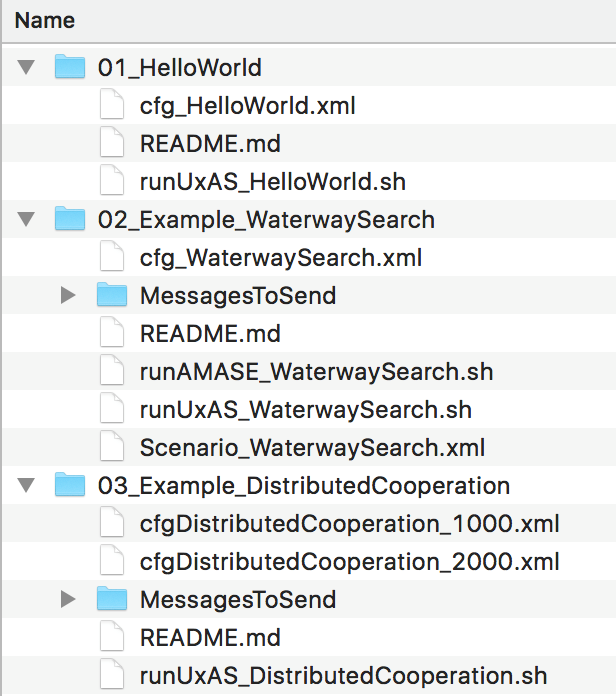 Name
01_HelloWorld
cfg_HelloWorld.xml
README.md
runUxAS_HelloWorld.sh
02_Example_WaterwaySearch
cfg_WaterwaySearch.xml
MessagesToSend
README.md
runAMASE_WaterwaySearch.sh
runUxAS_WaterwaySearch.sh
Scenario_WaterwaySearch.xml
03_Example_DistributedCooperation
cfgDistributedCooperation_1000.xml
cfgDistributedCooperation_2000.xml
MessagesToSend
README.md
runUxAS_DistributedCooperation.sh